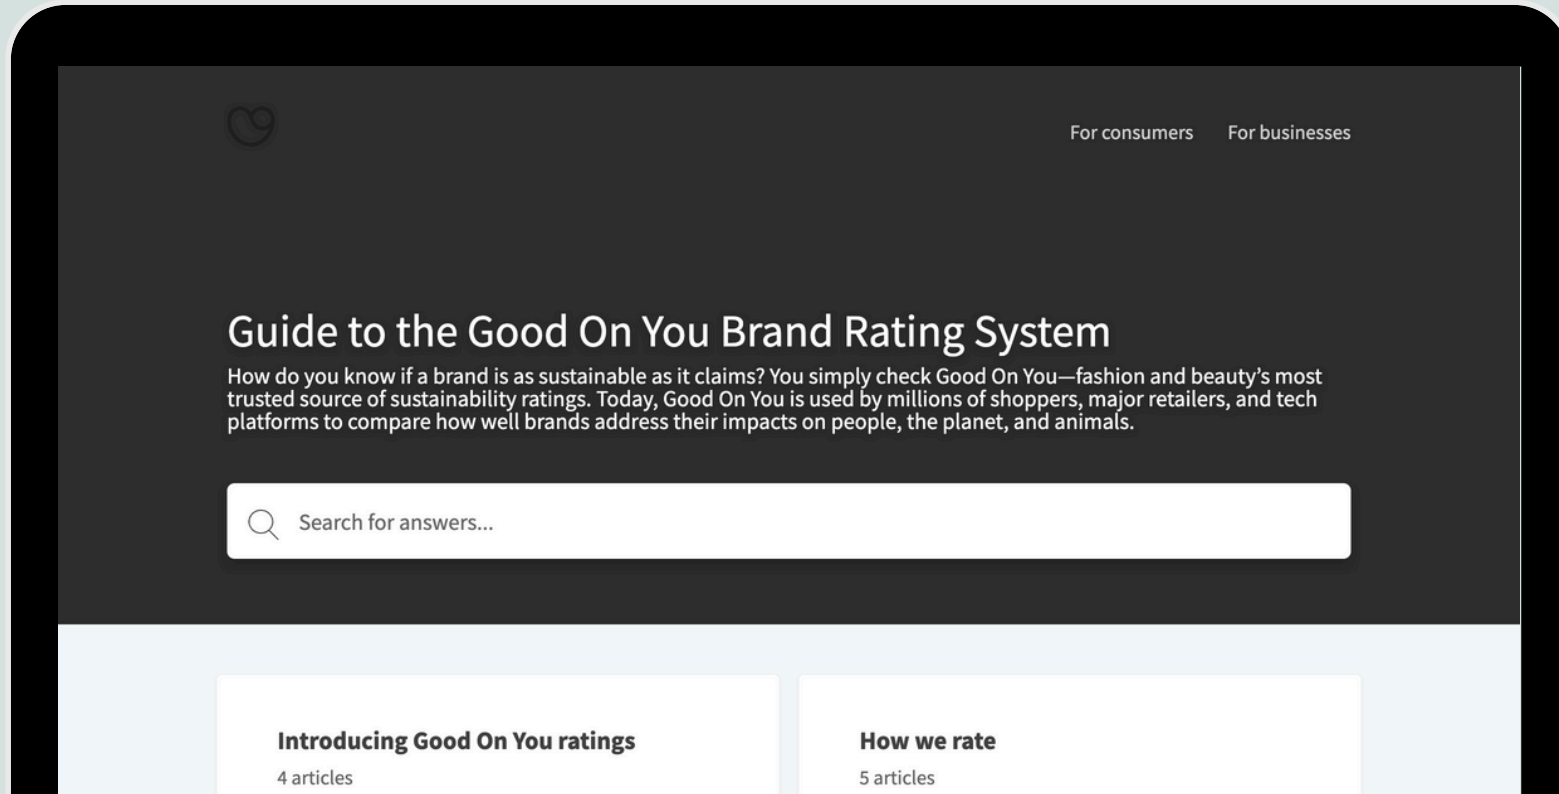 For consumers For businesses
Guide to the Good On You Brand Rating System
How do you know if a brand is as sustainable as it claims? You simply check Good On You—fashion and beauty’s most
trusted source of sustainability ratings. Today, Good On You is used by millions of shoppers, major retailers, and tech
platforms to compare how well brands address their impacts on people, the planet, and animals.
Search for answers...
Introducing Good On You ratings
4 articles
How we rate
5 articles